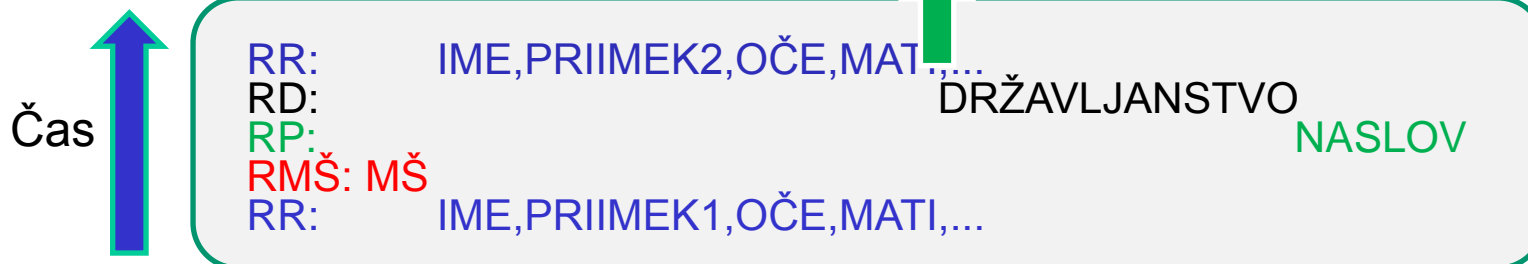 Čas
RR: IME,PRIIMEK2,OČE,MATI,...
RD: DRŽAVLJANSTVO
RP: NASLOV
RMŠ: MŠ
RR: IME,PRIIMEK1,OČE,MATI,...